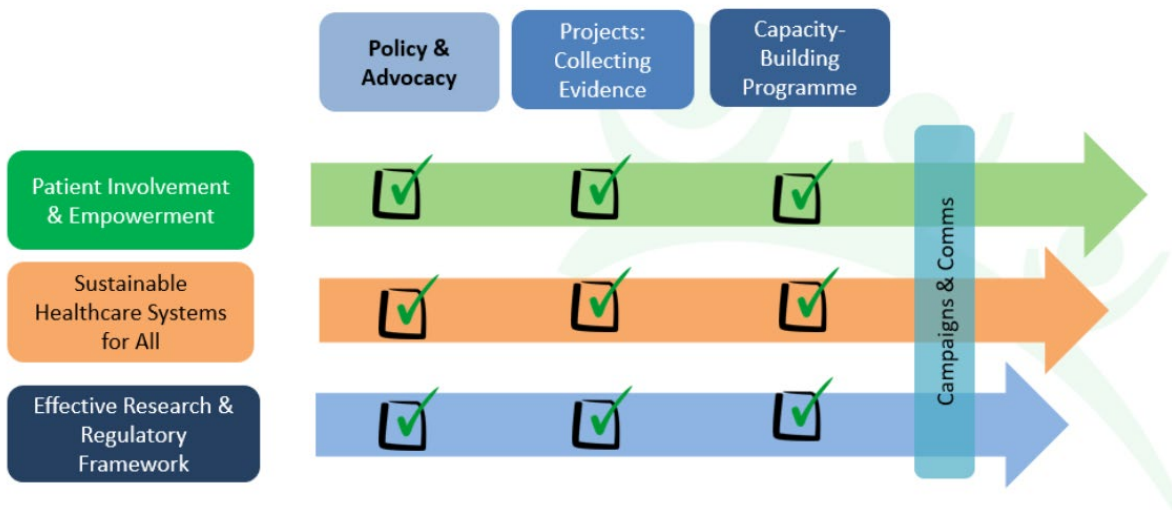 Policy &
Advocacy
Projects:
Collecting
Evidence
Capacity-
Building
Programme
Patient Involvement
& Empowerment
Sustainable
Healthcare Systems
for All
Effective Research &
Regulatory
Framework
Campaigns & Comms